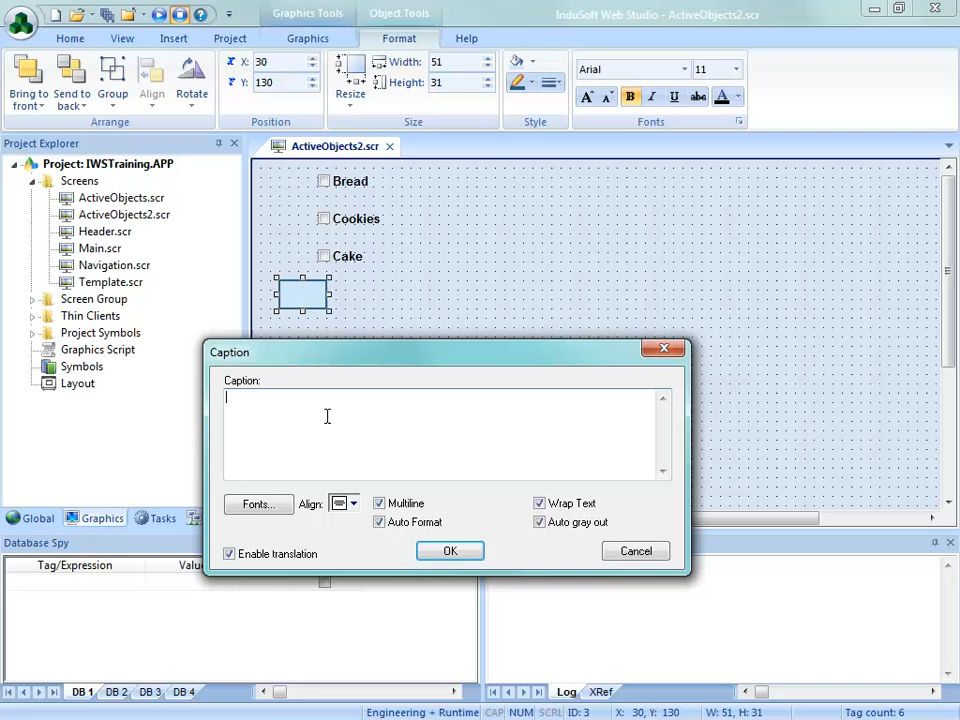 Graphics Tools
Object Tools
InduSoft Web Studio - ActiveObjects2.scr
Home
View
Insert
Project
Graphics
Format
Help
Bring to front
Send to back
Group
Align
Rotate
Arrange
X: 30
Y: 130
Position
Resize
Width: 51
Height: 31
Size
Style
Arial
11
B I U abc A
Fonts
Project Explorer
ActiveObjects2.scr
Project: IWSTraining.APP
Screens
ActiveObjects.scr
ActiveObjects2.scr
Header.scr
Main.scr
Navigation.scr
Template.scr
Screen Group
Thin Clients
Project Symbols
Graphics Script
Symbols
Layout
Bread
Cookies
Cake
Caption
Caption:
Fonts...
Align:
Multiline
Wrap Text
Auto Format
Auto gray out
Enable translation
OK
Cancel
Global
Graphics
Tasks
Database Spy
Tag/Expression
DB 1
DB 2
DB 3
DB 4
Log
XRef
Engineering + Runtime
CAP
NUM
SCRL
ID: 3
X: 30, Y: 130
W: 51, H: 31
Tag count: 6